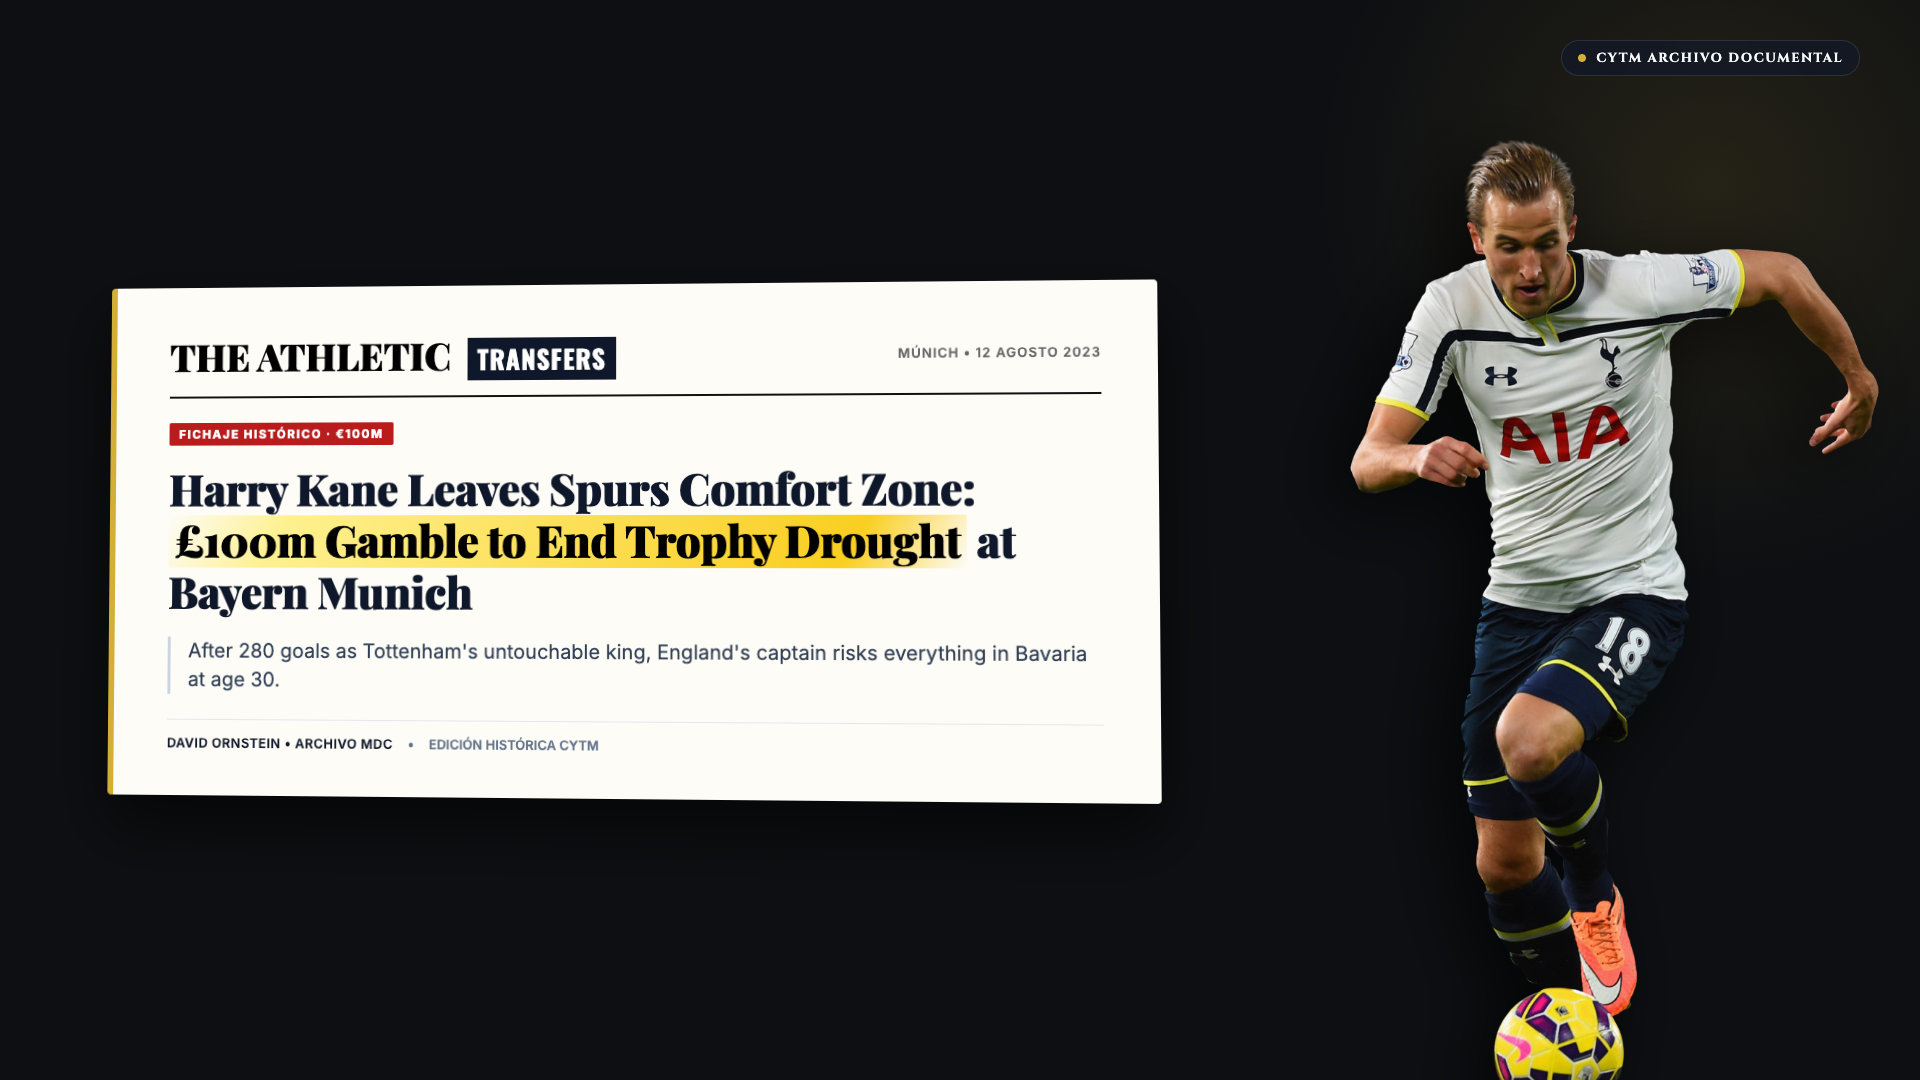 CYTM ARCHIVO DOCUMENTAL
THE ATHLETIC TRANSFERS
MÚNICH • 12 AGOSTO 2023
FICHAJE HISTÓRICO · €100M
Harry Kane Leaves Spurs Comfort Zone:
£100m Gamble to End Trophy Drought at
Bayern Munich
After 280 goals as Tottenham's untouchable king, England's captain risks everything in Bavaria
at age 30.
DAVID ORNSTEIN • ARCHIVO MDC • EDICIÓN HISTÓRICA CYTM
AIA
18